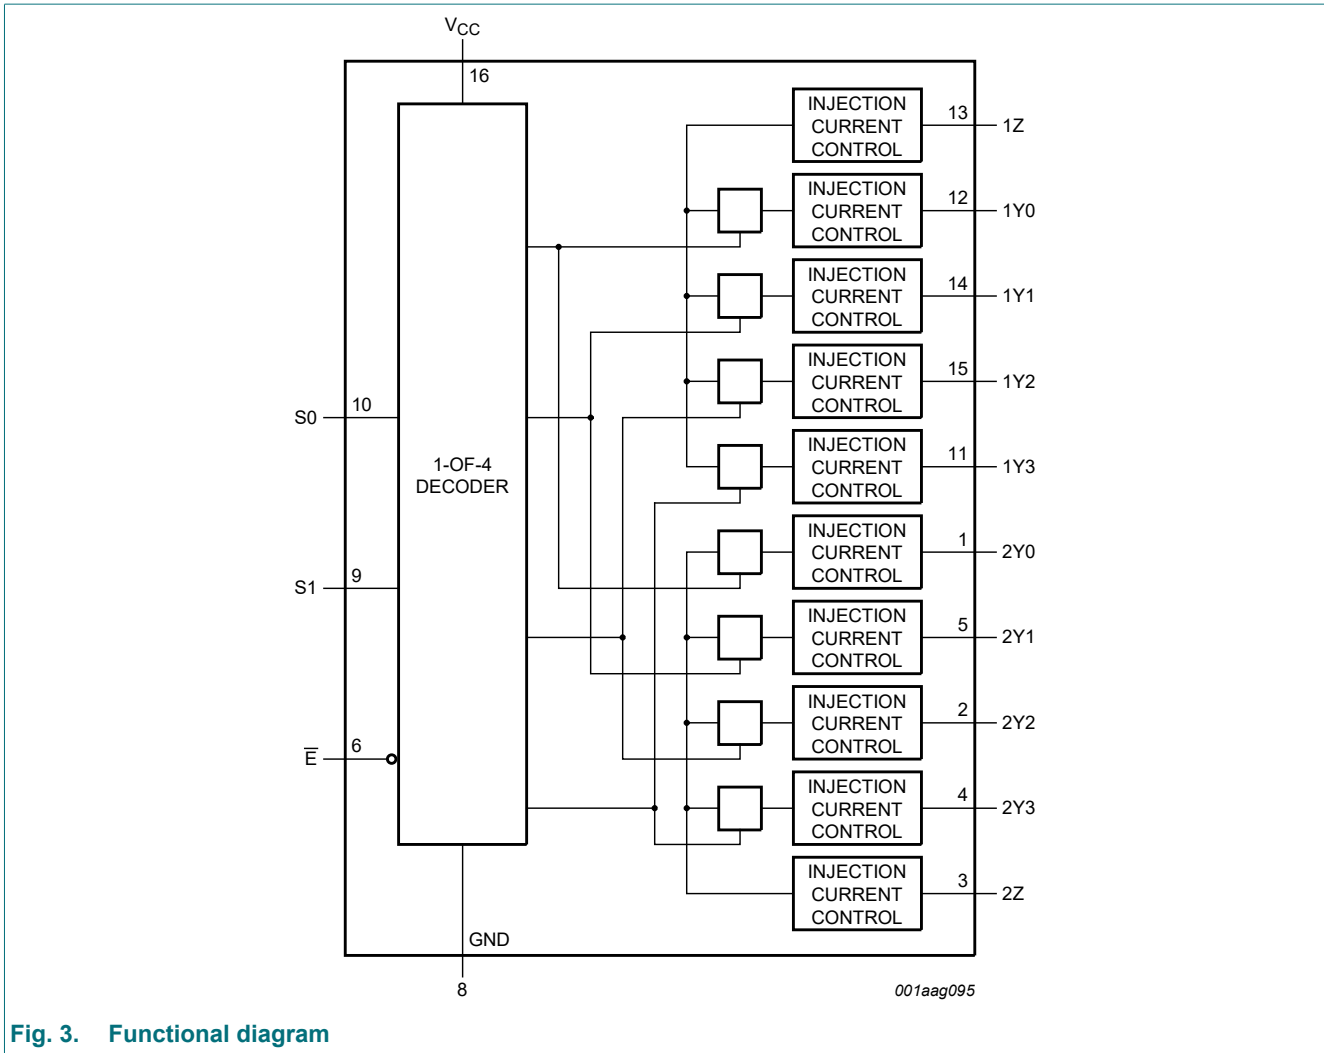 VCC
16
INJECTION
CURRENT
CONTROL
13
1Z
INJECTION
CURRENT
CONTROL
12
1Y0
INJECTION
CURRENT
CONTROL
14
1Y1
INJECTION
CURRENT
CONTROL
15
1Y2
S0
10
1-OF-4
DECODER
INJECTION
CURRENT
CONTROL
11
1Y3
INJECTION
CURRENT
CONTROL
1
2Y0
S1
9
INJECTION
CURRENT
CONTROL
5
2Y1
INJECTION
CURRENT
CONTROL
2
2Y2
E̅
6
INJECTION
CURRENT
CONTROL
4
2Y3
INJECTION
CURRENT
CONTROL
3
2Z
GND
8
001aag095
Fig. 3. Functional diagram